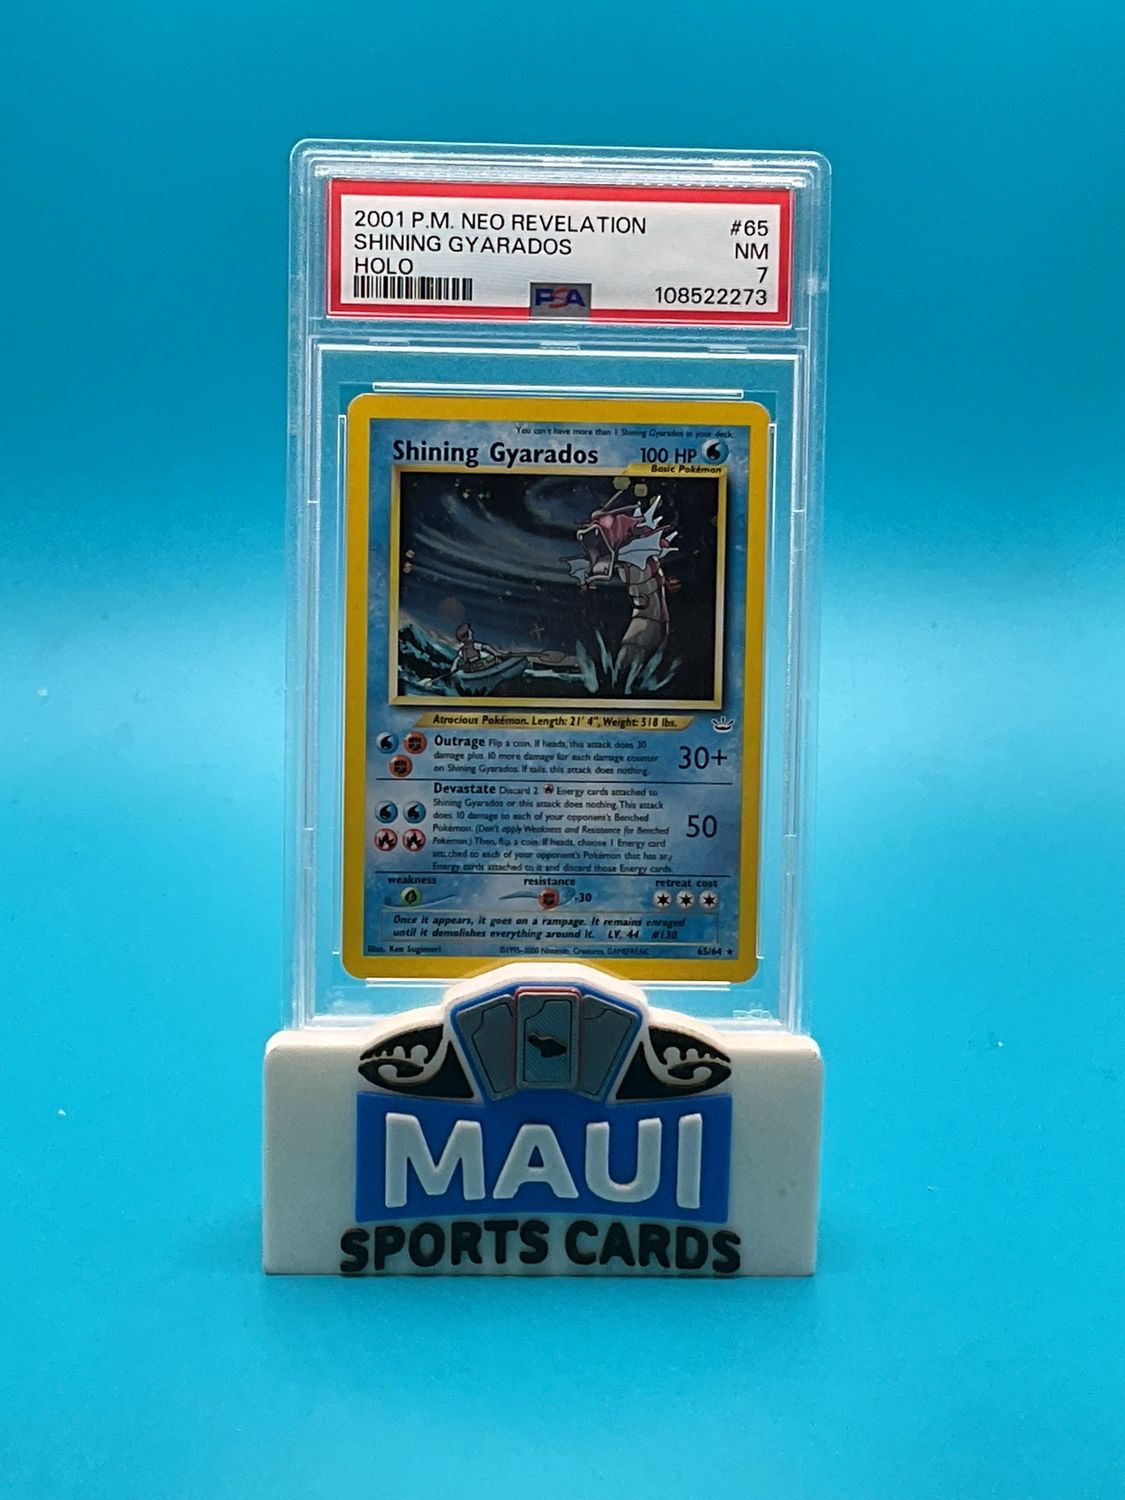 2001 P.M. NEO REVELATION #65
SHINING GYARADOS NM
HOLO 7
PSA 108522273
You can't have more than 1 Shining Gyarados in your deck.
Shining Gyarados 100 HP
Basic Pokémon
Atrocious Pokémon. Length: 21' 4", Weight: 518 lbs.
Outrage Flip a coin. If heads, this attack does 30
damage plus 10 more damage for each damage counter
on Shining Gyarados. If tails, this attack does nothing.
30+
Devastate Discard 2 Energy cards attached to
Shining Gyarados or this attack does nothing. This attack
does 10 damage to each of your opponent's Benched
Pokémon. (Don't apply Weakness and Resistance for Benched
Pokémon.) Then, flip a coin. If heads, choose 1 Energy card
attached to each of your opponent's Pokémon that has any
Energy cards attached to it and discard those Energy cards.
50
weakness resistance retreat cost
-30
Once it appears, it goes on a rampage. It remains enraged
until it demolishes everything around it. LV. 44 #130
Illus. Ken Sugimori ©1995-2000 Nintendo, Creatures, GAMEFREAK. 65/64 ★
MAUI
SPORTS CARDS